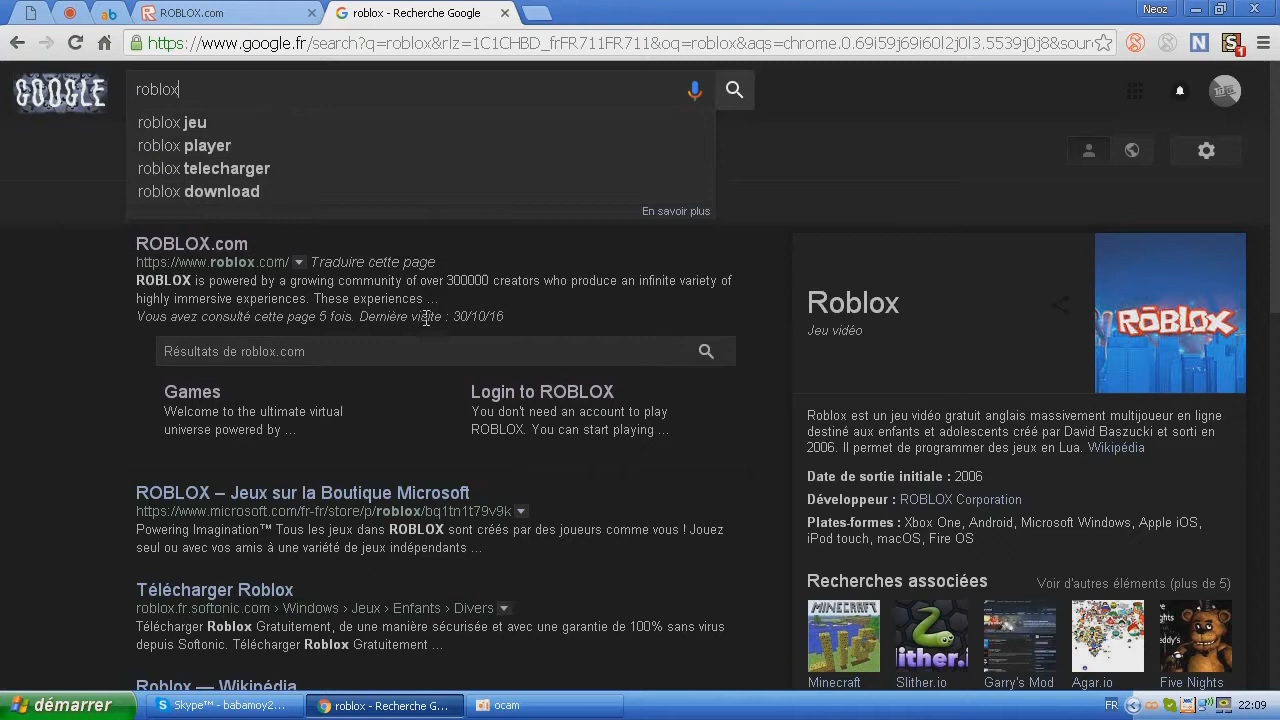 ROBLOX.com
roblox - Recherche Google
Neoz
https://www.google.fr/search?q=roblox&rlz=1C1CHBD_frFR711FR711&oq=roblox&aqs=chrome.0.69i59j69i60l2j0l3.5539j0j8&sour
GOOGLE
roblox
roblox jeu
roblox player
roblox telecharger
roblox download
En savoir plus
ROBLOX.com
https://www.roblox.com/ Traduire cette page
ROBLOX is powered by a growing community of over 300000 creators who produce an infinite variety of
highly immersive experiences. These experiences ...
Vous avez consulté cette page 5 fois. Dernière visite : 30/10/16
Résultats de roblox.com
Games
Welcome to the ultimate virtual
universe powered by ...
Login to ROBLOX
You don't need an account to play
ROBLOX. You can start playing ...
ROBLOX – Jeux sur la Boutique Microsoft
https://www.microsoft.com/fr-fr/store/p/roblox/bq1tn1t79v9k
Powering Imagination™ Tous les jeux dans ROBLOX sont créés par des joueurs comme vous ! Jouez
seul ou avec vos amis à une variété de jeux indépendants ...
Télécharger Roblox
roblox.fr.softonic.com › Windows › Jeux › Enfants › Divers
Télécharger Roblox Gratuitement, d'une manière sécurisée et avec une garantie de 100% sans virus
depuis Softonic. Télécharger Roblox Gratuitement ...
Roblox — Wikipédia
Roblox
Jeu vidéo
ROBLOX
Roblox est un jeu vidéo gratuit anglais massivement multijoueur en ligne
destiné aux enfants et adolescents créé par David Baszucki et sorti en
2006. Il permet de programmer des jeux en Lua. Wikipédia
Date de sortie initiale : 2006
Développeur : ROBLOX Corporation
Plates-formes : Xbox One, Android, Microsoft Windows, Apple iOS,
iPod touch, macOS, Fire OS
Recherches associées
Voir d'autres éléments (plus de 5)
MINECRAFT
lither.i
Minecraft
Slither.io
Garry's Mod
Agar.io
Five Nights
démarrer
Skype™ - babamoy2...
roblox - Recherche G...
ocam
FR
22:09